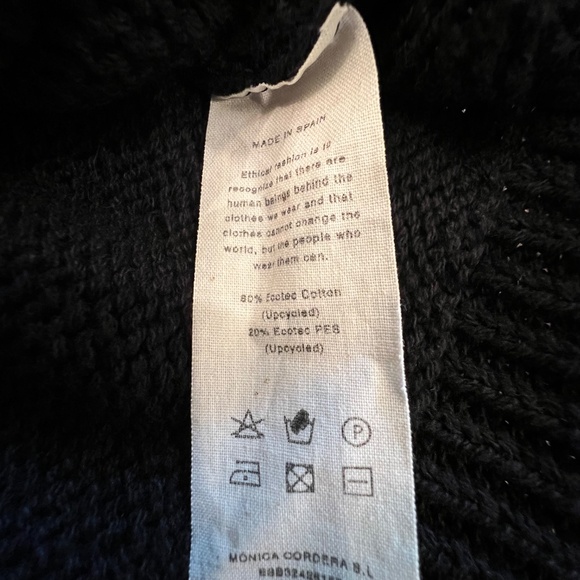 MADE IN SPAIN
Ethical fashion is to
recognize that there are
human beings behind the
clothes we wear and that
clothes cannot change the
world, but the people who
wear them can.
80% Ecotec Cotton
(Upcycled)
20% Ecotec PES
(Upcycled)
P
MÓNICA CORDERA S.L